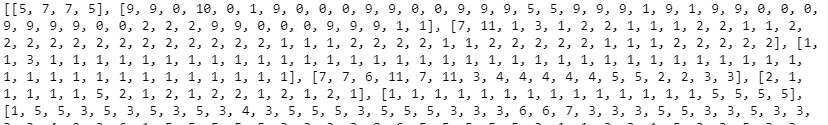 [[5, 7, 7, 5], [9, 9, 0, 10, 0, 1, 9, 0, 0, 0, 9, 9, 0, 0, 9, 9, 9, 5, 5, 9, 9, 9, 1, 9, 1, 9, 9, 0, 0, 0,
9, 9, 9, 9, 0, 0, 2, 2, 2, 9, 9, 0, 0, 0, 9, 9, 9, 1, 1], [7, 11, 1, 3, 1, 2, 2, 1, 1, 1, 2, 2, 1, 1, 2,
2, 2, 2, 2, 2, 2, 2, 2, 2, 2, 2, 2, 1, 1, 1, 2, 2, 2, 2, 1, 1, 2, 2, 2, 2, 2, 1, 1, 1, 2, 2, 2, 2, 2], [1,
1, 3, 1, 1, 1, 1, 1, 1, 1, 1, 1, 1, 1, 1, 1, 1, 1, 1, 1, 1, 1, 1, 1, 1, 1, 1, 1, 1, 1, 1, 1, 1, 1, 1,
1, 1, 1, 1, 1, 1, 1, 1, 1, 1, 1, 1, 1], [7, 7, 6, 11, 7, 11, 3, 4, 4, 4, 4, 4, 5, 5, 2, 2, 3, 3], [2, 1,
1, 1, 1, 1, 5, 2, 1, 2, 1, 2, 2, 1, 2, 1, 2, 1], [1, 1, 1, 1, 1, 1, 1, 1, 1, 1, 1, 1, 1, 1, 5, 5, 5, 5],
[1, 5, 5, 3, 5, 3, 5, 3, 5, 3, 4, 3, 5, 5, 5, 3, 5, 5, 5, 3, 3, 3, 6, 6, 7, 3, 3, 3, 5, 5, 3, 3, 5, 3, 3,